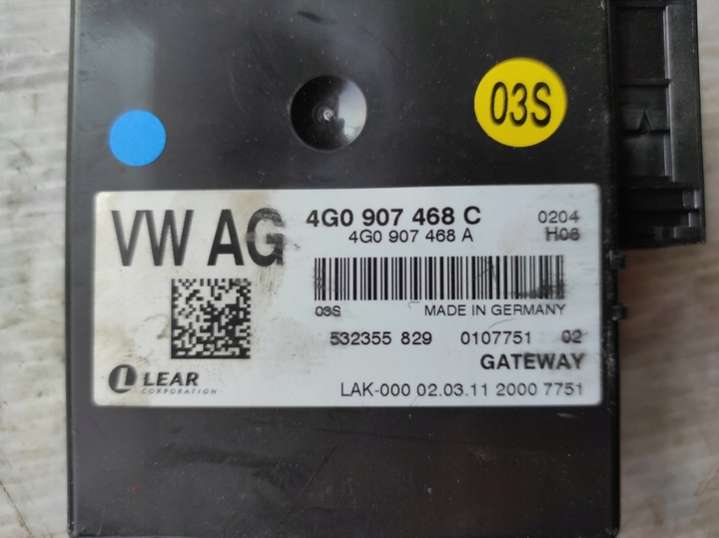 03S
VW AG
4G0 907 468 C 0204
4G0 907 468 A H06
03S MADE IN GERMANY
532355 829 0107751 02
GATEWAY
LEAR
CORPORATION
LAK-000 02.03.11 2000 7751